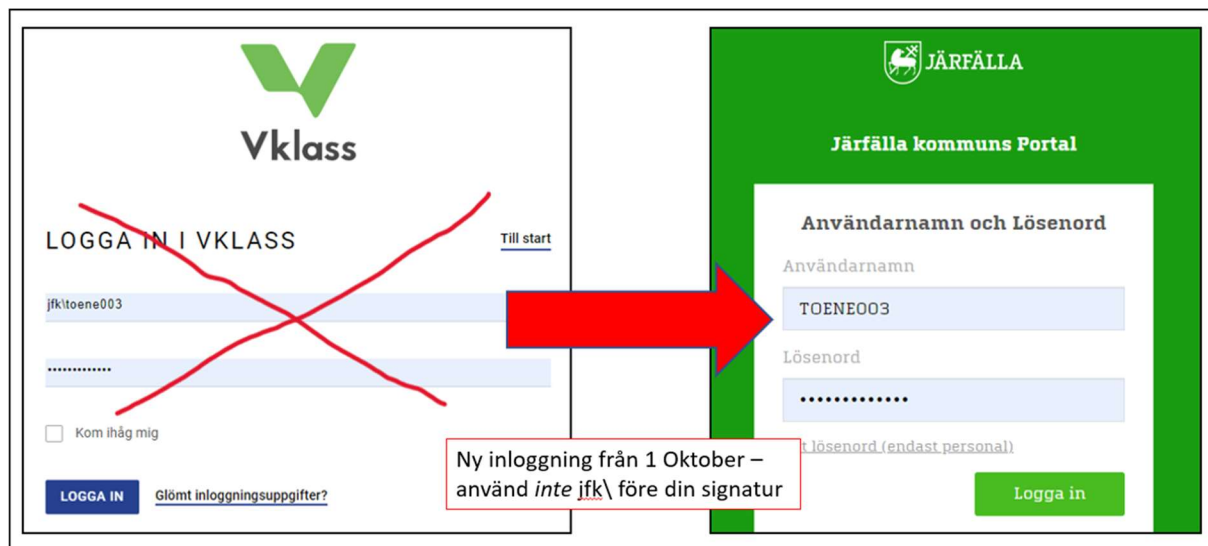 Vklass
LOGGA IN I VKLASS
Till start
jfk\toene003
•••••••••••••
Kom ihåg mig
LOGGA IN
Glömt inloggningsuppgifter?
Ny inloggning från 1 Oktober –
använd inte jfk\ före din signatur
JÄRFÄLLA
Järfälla kommuns Portal
Användarnamn och Lösenord
Användarnamn
TOENE003
Lösenord
•••••••••••••
lösenord (endast personal)
Logga in